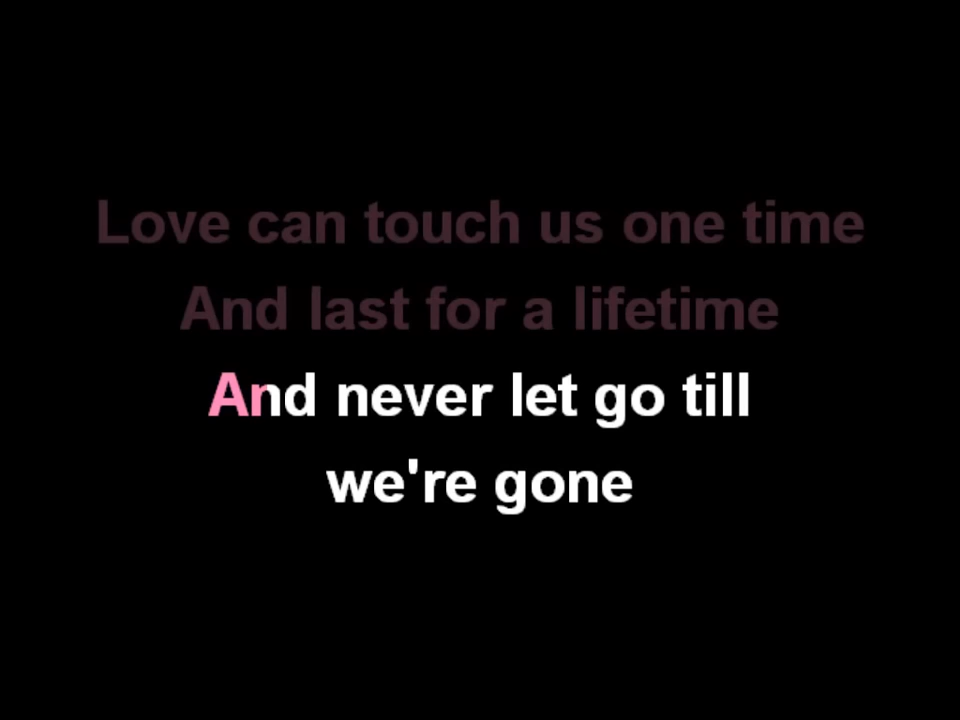 Love can touch us one time
And last for a lifetime
And never let go till
we're gone